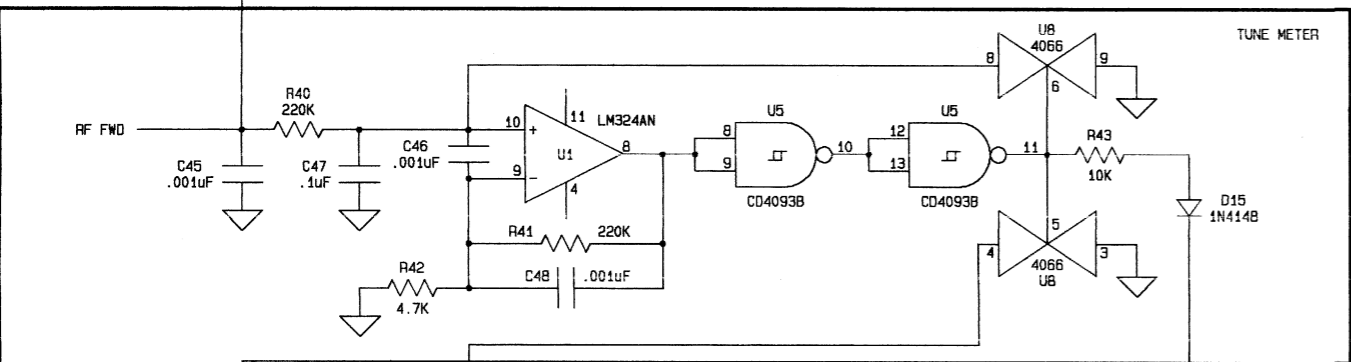 TUNE METER
U8
4066
8
9
6
R40
220K
RF FWD
C45
.001uF
C47
.1uF
C46
.001uF
10
+
11
LM324AN
U1
8
9
-
4
U5
8
9
10
CD4093B
U5
12
13
11
CD4093B
R43
10K
D15
1N4148
R41
220K
C48
.001uF
R42
4.7K
5
4
3
4066
U8